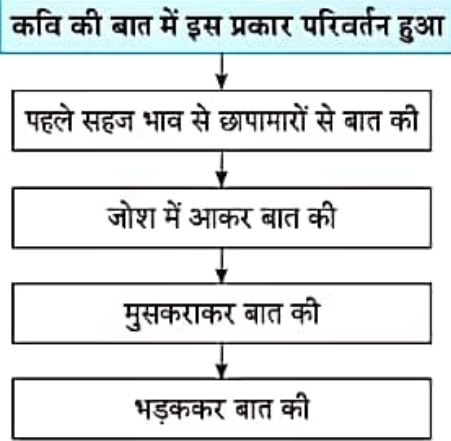 कवि की बात में इस प्रकार परिवर्तन हुआ
पहले सहज भाव से छापामारों से बात की
जोश में आकर बात की
मुसकराकर बात की
भड़ककर बात की